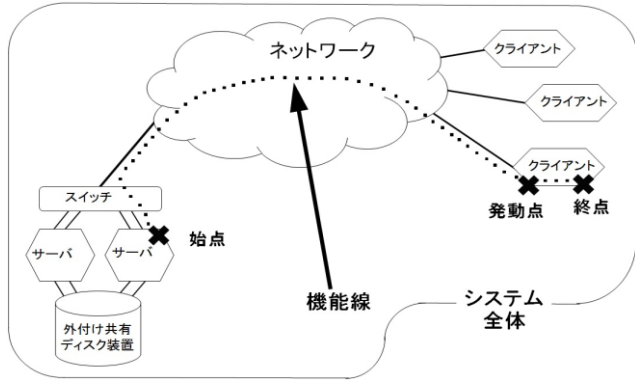 ネットワーク
クライアント
クライアント
クライアント
スイッチ
発動点
終点
サーバ
サーバ
始点
機能線
システム
全体
外付け共有
ディスク装置